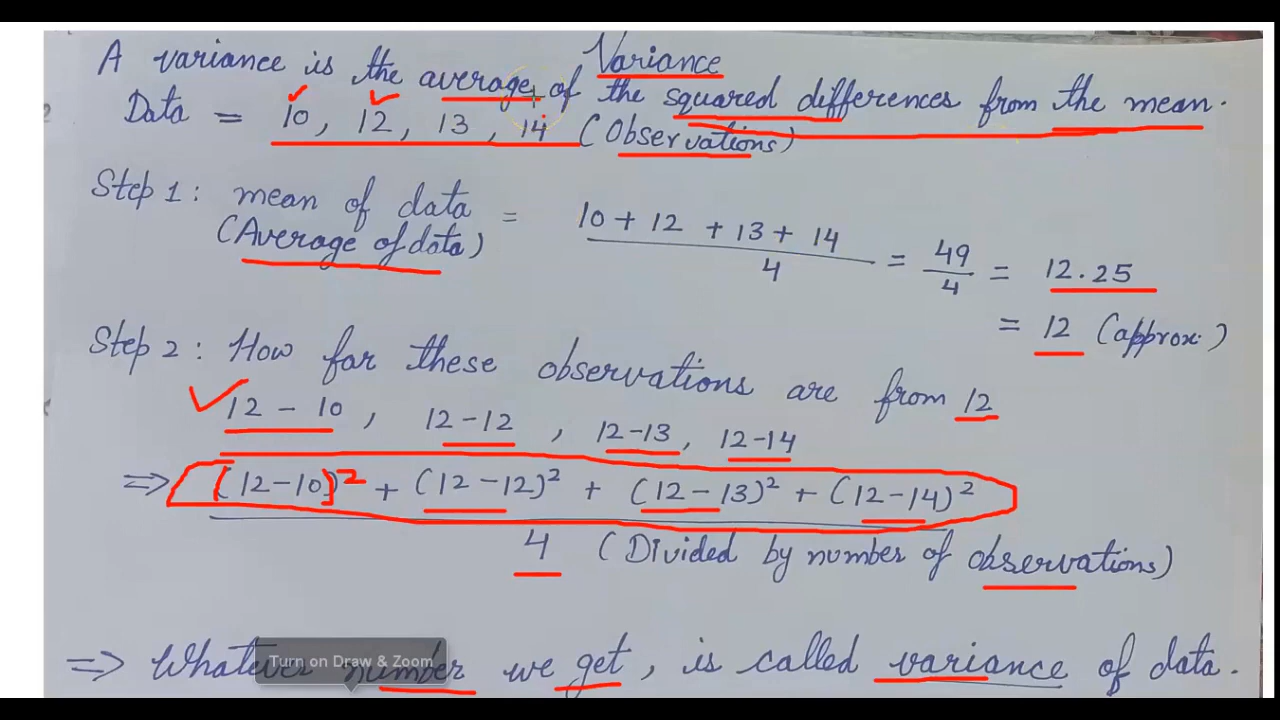 Variance
A variance is the average of the squared differences from the mean.
Data = 10, 12, 13, 14 (Observations)
Step 1: mean of data = 10 + 12 + 13 + 14 / 4 = 49/4 = 12.25
(Average of data)
= 12 (approx.)
Step 2: How far these observations are from 12
12 - 10, 12-12, 12-13, 12-14
⇒ (12-10)² + (12-12)² + (12-13)² + (12-14)²
4 (Divided by number of observations)
⇒ Whatever number we get, is called variance of data.
Turn on Draw & Zoom